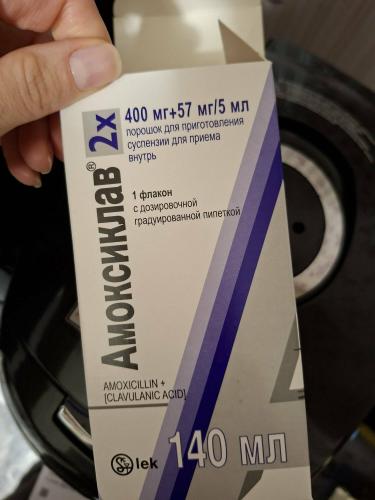 400 мг+57 мг/5 мл
порошок для приготовления
суспензии для приема
внутрь
1 флакон
с дозировочной
градуированной пипеткой
Амоксиклав® 2x
AMOXICILLIN +
[CLAVULANIC ACID]
lek
140 мл